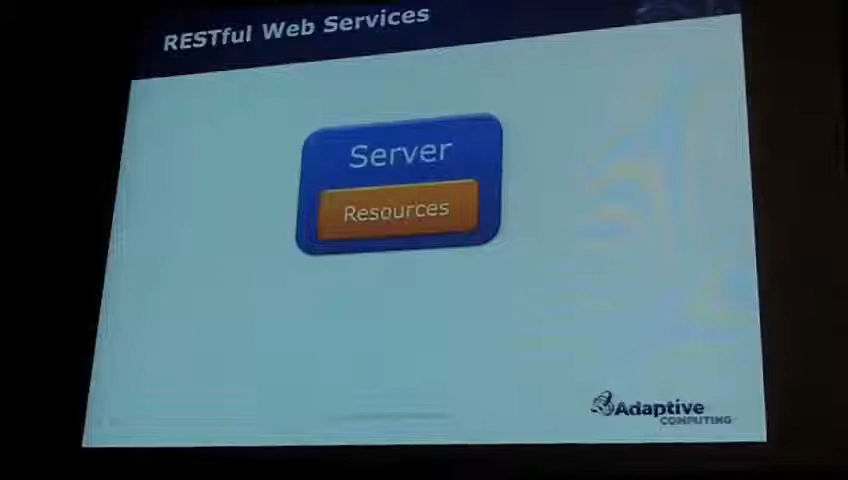 RESTful Web Services
Server
Resources
Adaptive
COMPUTING